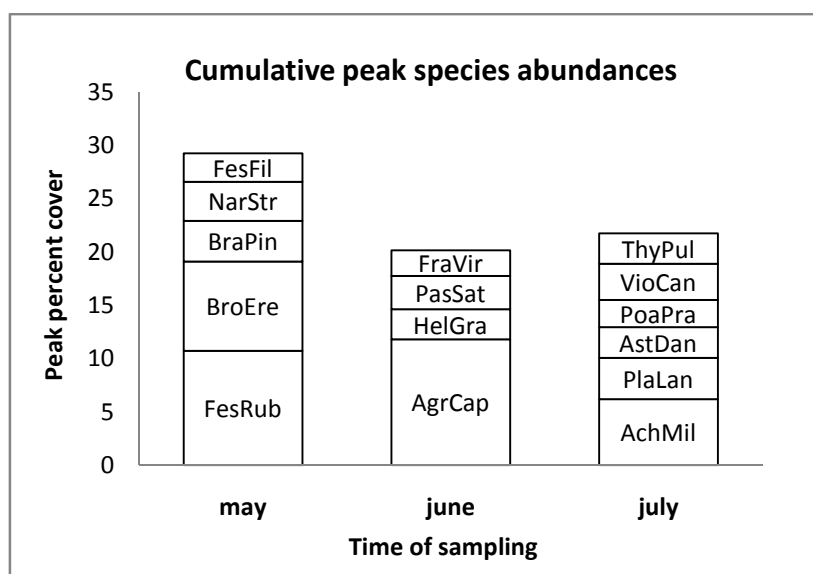 Cumulative peak species abundances
Peak percent cover
35
30
25
20
15
10
5
0
FesFil
NarStr
BraPin
BroEre
FesRub
FraVir
PasSat
HelGra
AgrCap
ThyPul
VioCan
PoaPra
AstDan
PlaLan
AchMil
may june july
Time of sampling